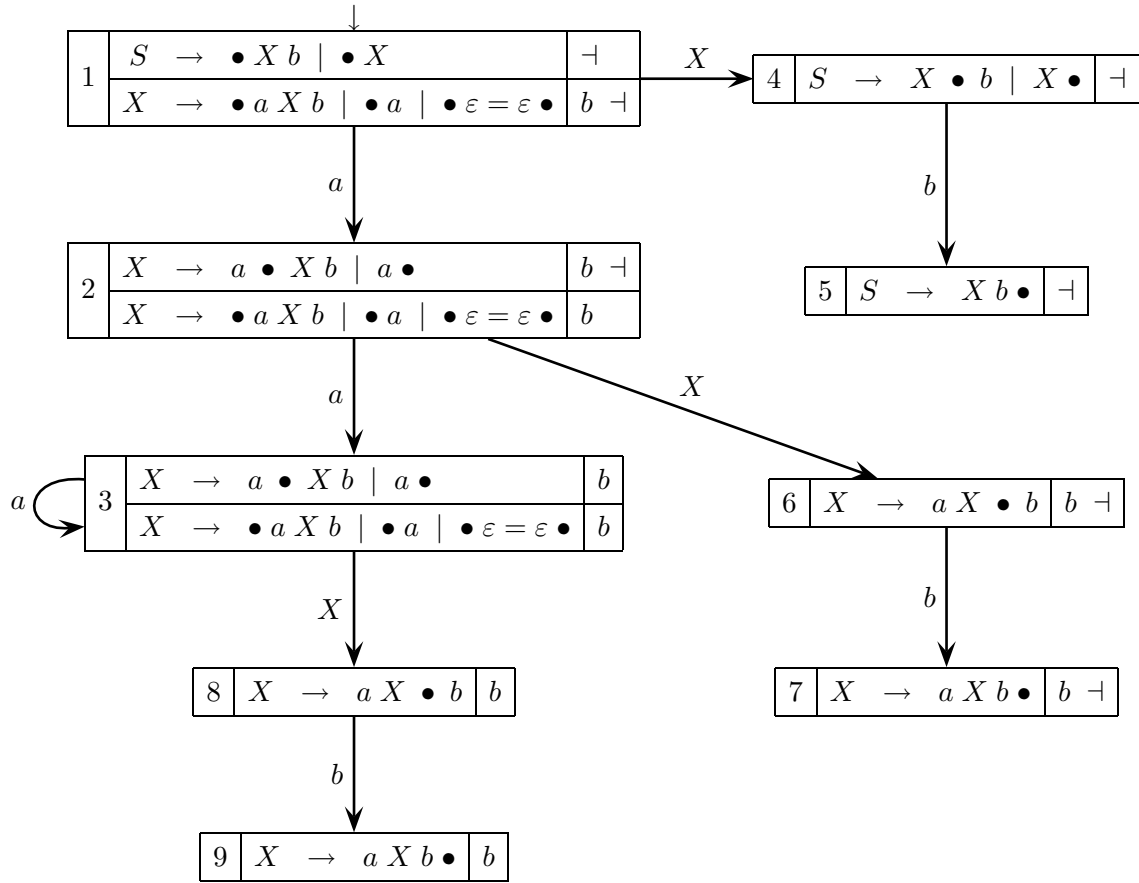 ↓
1 S → • X b | • X ⊣
X → • a X b | • a | • ε = ε • b ⊣
X
4 S → X • b | X • ⊣
a
b
2 X → a • X b | a • b ⊣
X → • a X b | • a | • ε = ε • b
5 S → X b • ⊣
a
X
a
3 X → a • X b | a • b
X → • a X b | • a | • ε = ε • b
6 X → a X • b b ⊣
X
b
8 X → a X • b b
7 X → a X b • b ⊣
b
9 X → a X b • b